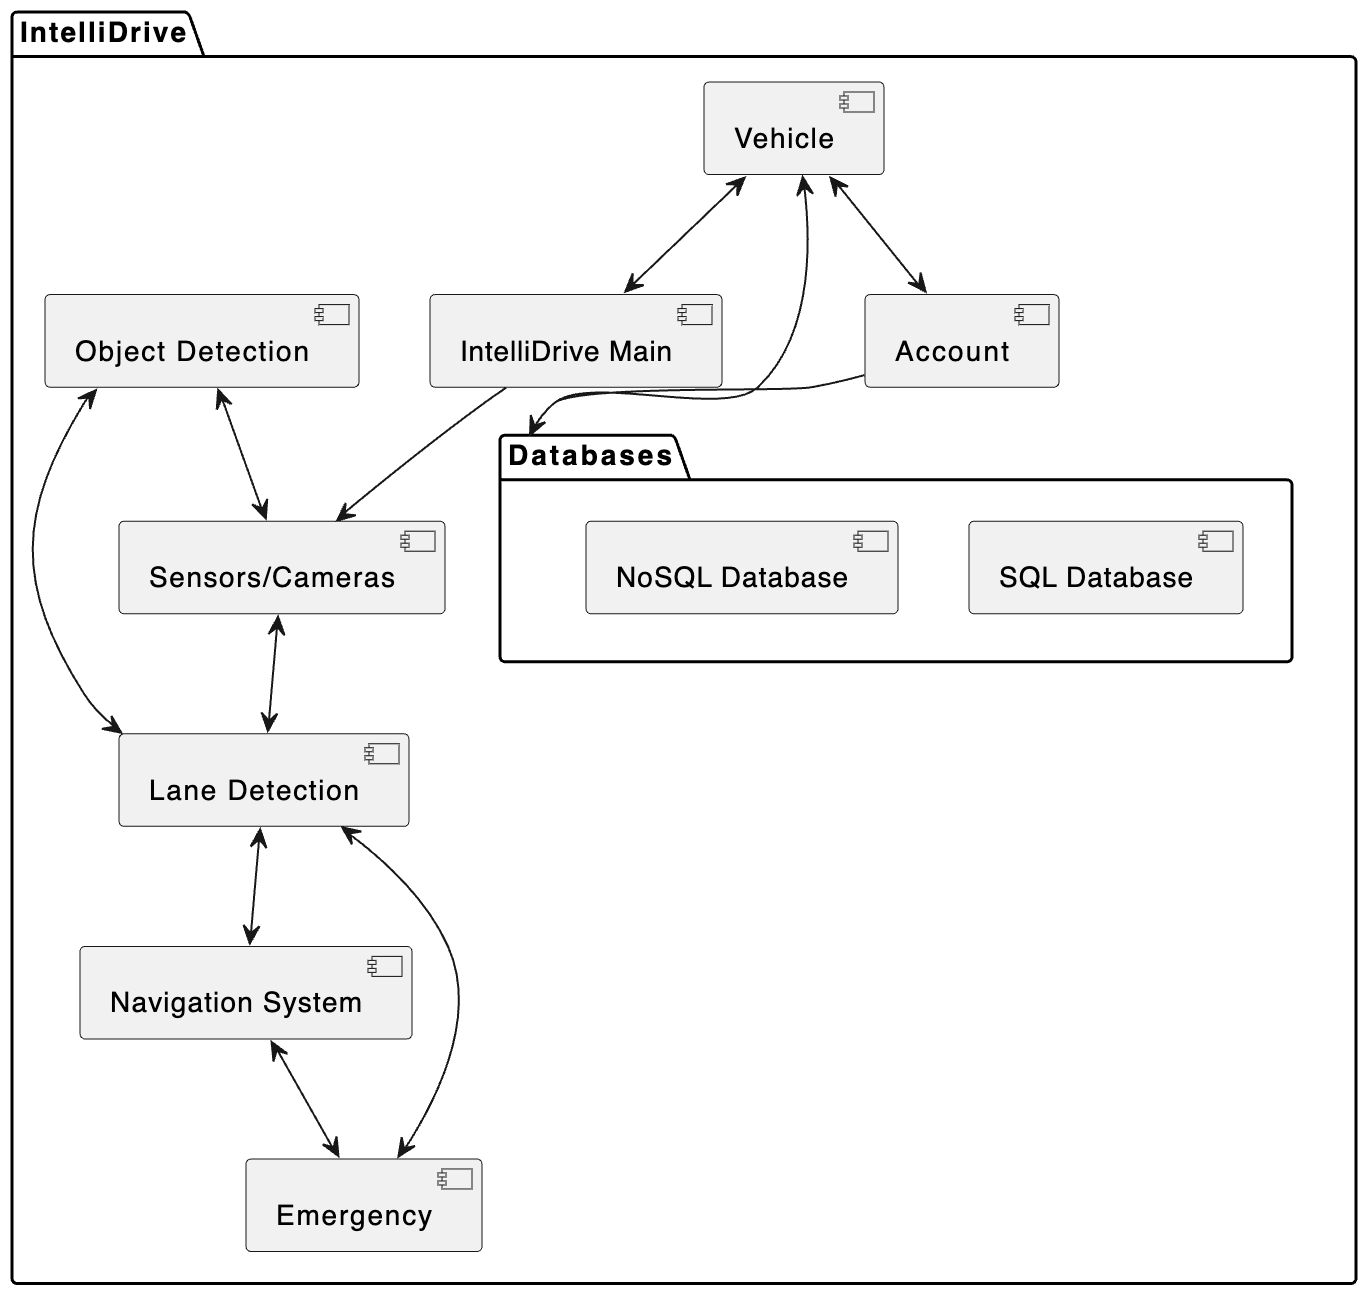 IntelliDrive
Vehicle
Object Detection
IntelliDrive Main
Account
Databases
Sensors/Cameras
NoSQL Database
SQL Database
Lane Detection
Navigation System
Emergency